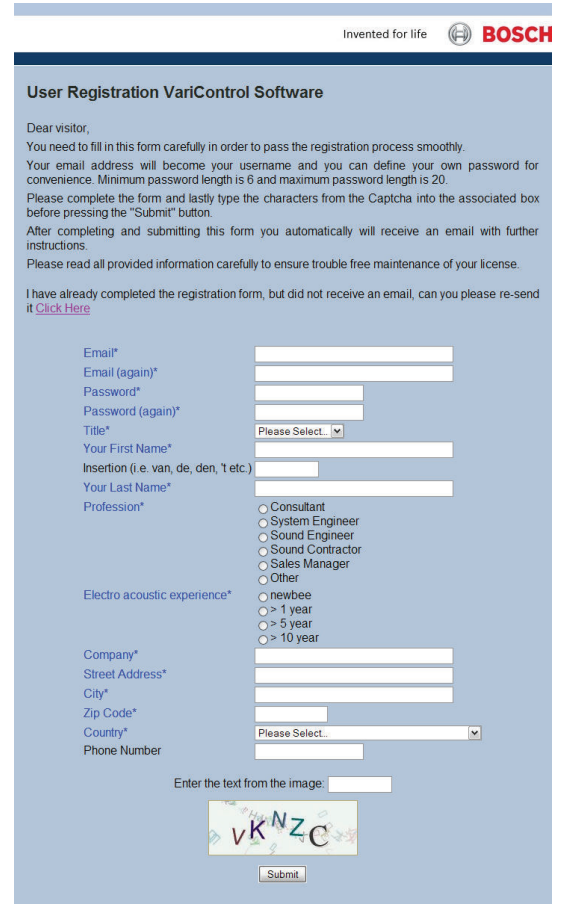 Invented for life BOSCH
User Registration VariControl Software
Dear visitor,
You need to fill in this form carefully in order to pass the registration process smoothly.
Your email address will become your username and you can define your own password for
convenience. Minimum password length is 6 and maximum password length is 20.
Please complete the form and lastly type the characters from the Captcha into the associated box
before pressing the "Submit" button.
After completing and submitting this form you automatically will receive an email with further
instructions.
Please read all provided information carefully to ensure trouble free maintenance of your license.
I have already completed the registration form, but did not receive an email, can you please re-send
it Click Here
Email*
Email (again)*
Password*
Password (again)*
Title* Please Select..
Your First Name*
Insertion (i.e. van, de, den, 't etc.)
Your Last Name*
Profession* Consultant
System Engineer
Sound Engineer
Sound Contractor
Sales Manager
Other
Electro acoustic experience* newbee
> 1 year
> 5 year
> 10 year
Company*
Street Address*
City*
Zip Code*
Country* Please Select..
Phone Number
Enter the text from the image:
VKNZC
Submit